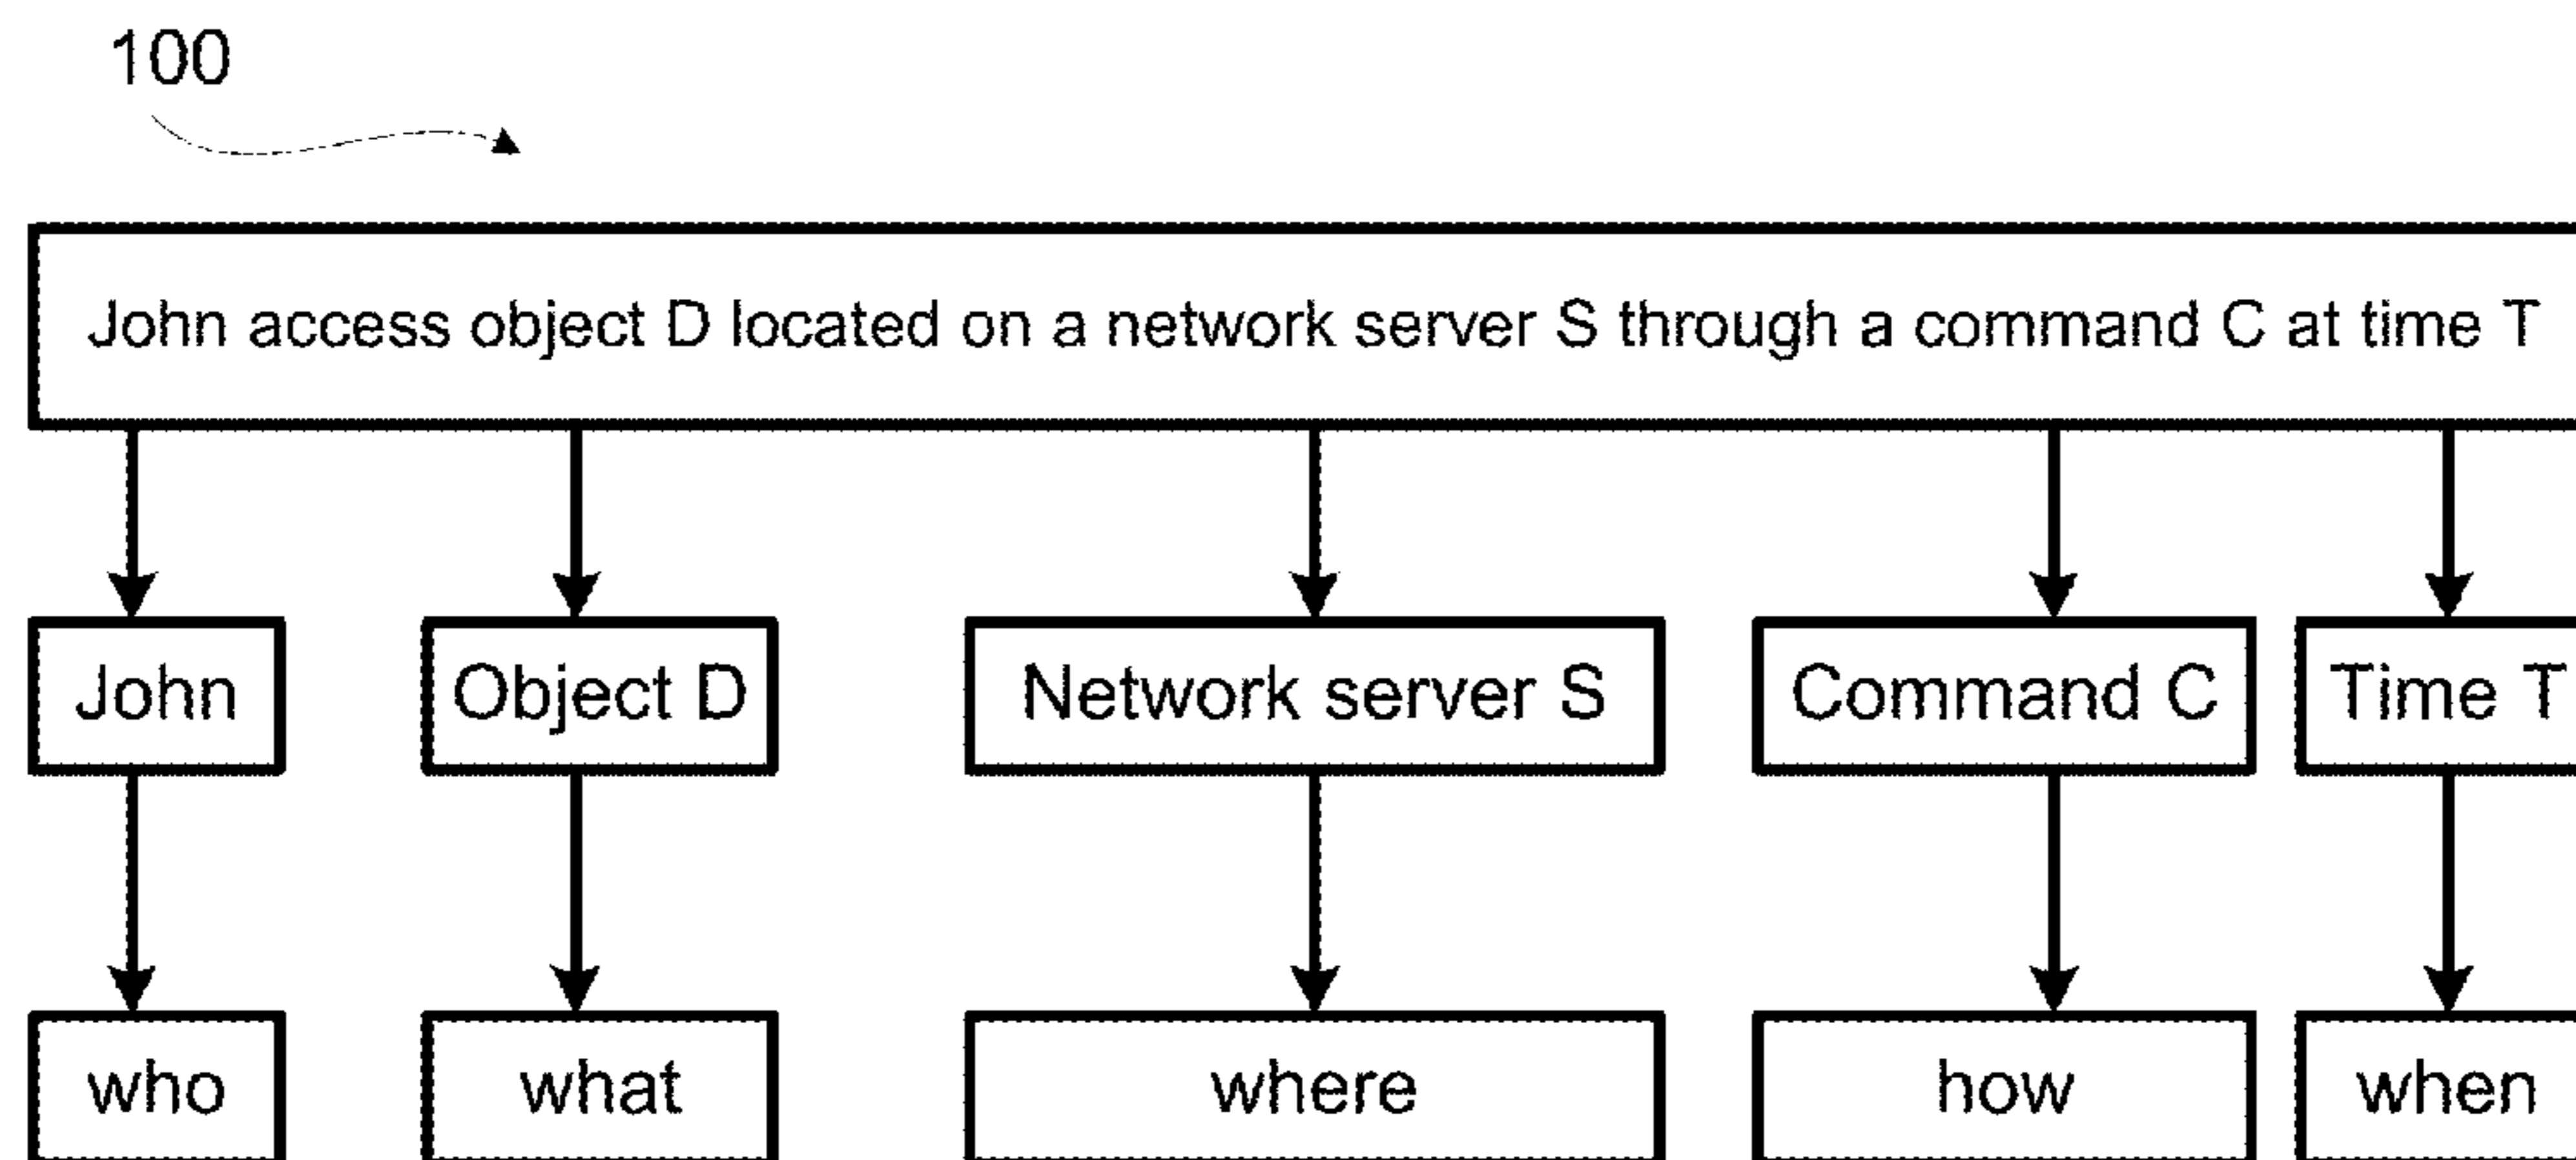 100
John access object D located on a network server S through a command C at time T
John Object D Network server S Command C Time T
who what where how when